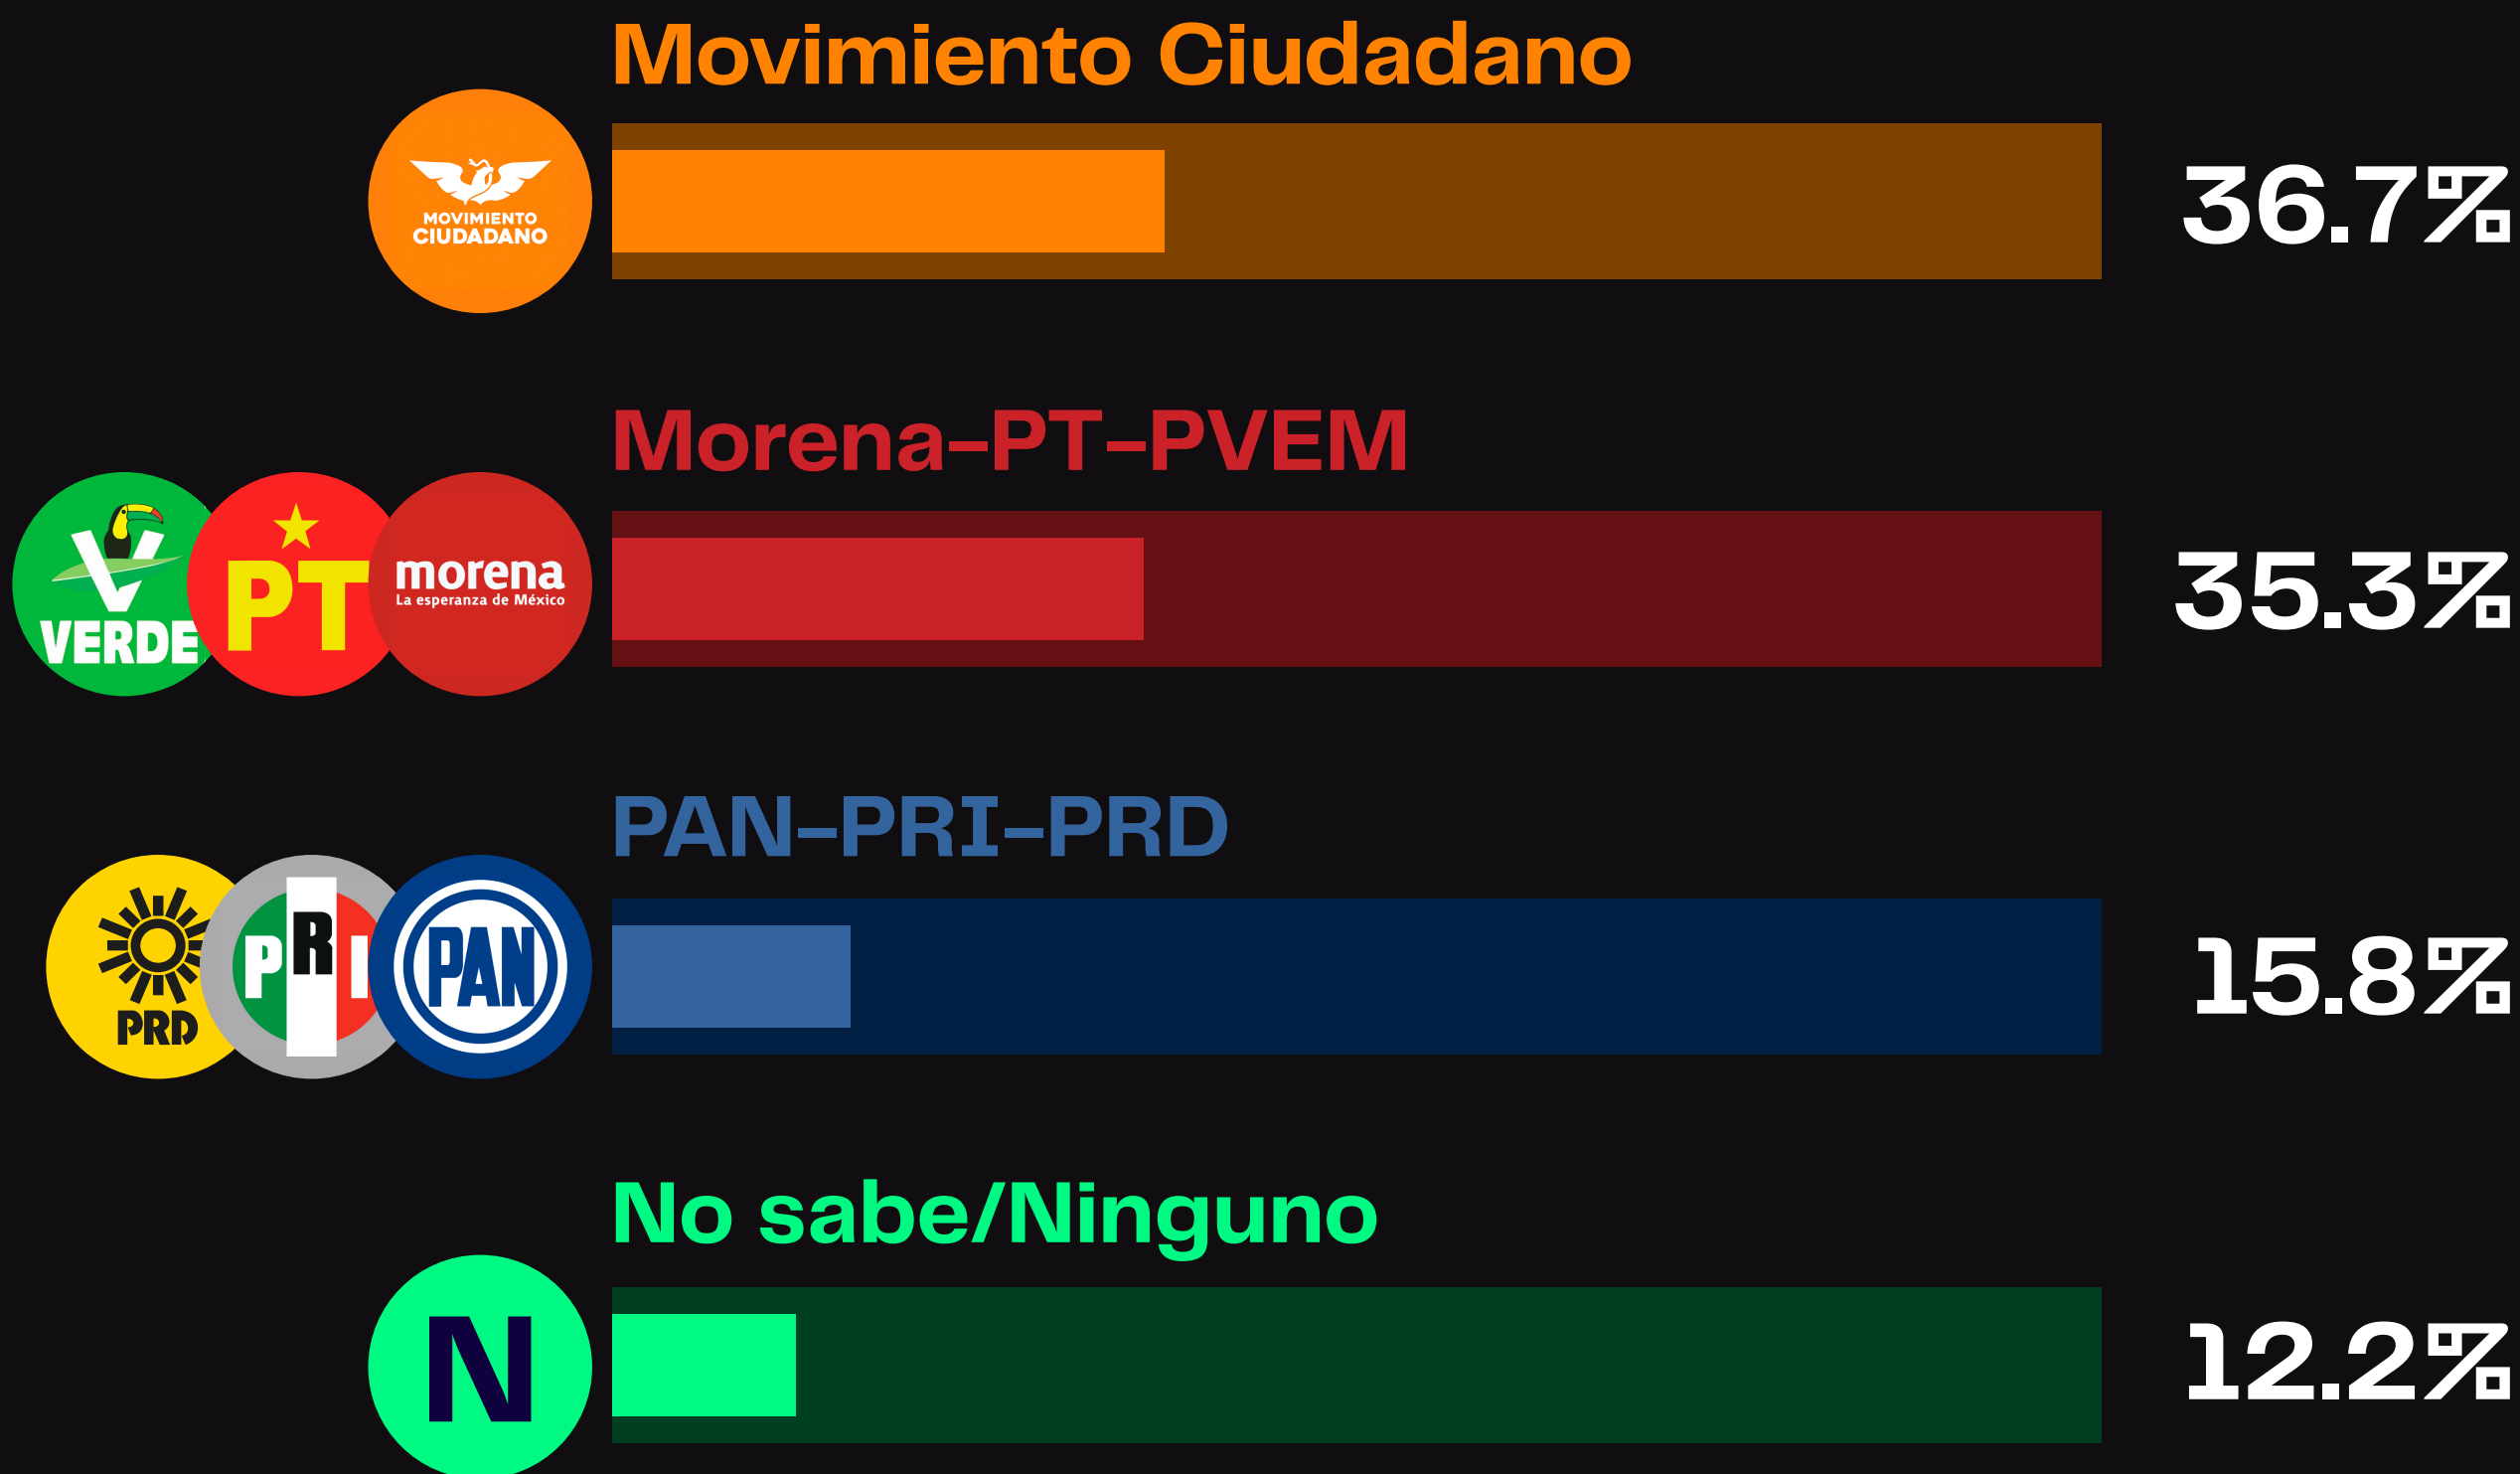 Movimiento Ciudadano
MOVIMIENTO
CIUDADANO
36.7%
Morena–PT–PVEM
VERDE
PT
morena
La esperanza de México
35.3%
PAN–PRI–PRD
PRD
PRI
PAN
15.8%
No sabe/Ninguno
N
12.2%